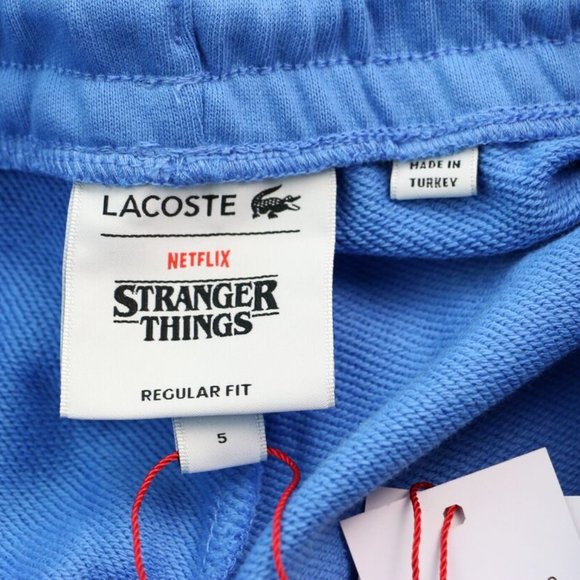 LACOSTE
NETFLIX
STRANGER
THINGS
REGULAR FIT
5
MADE IN
TURKEY